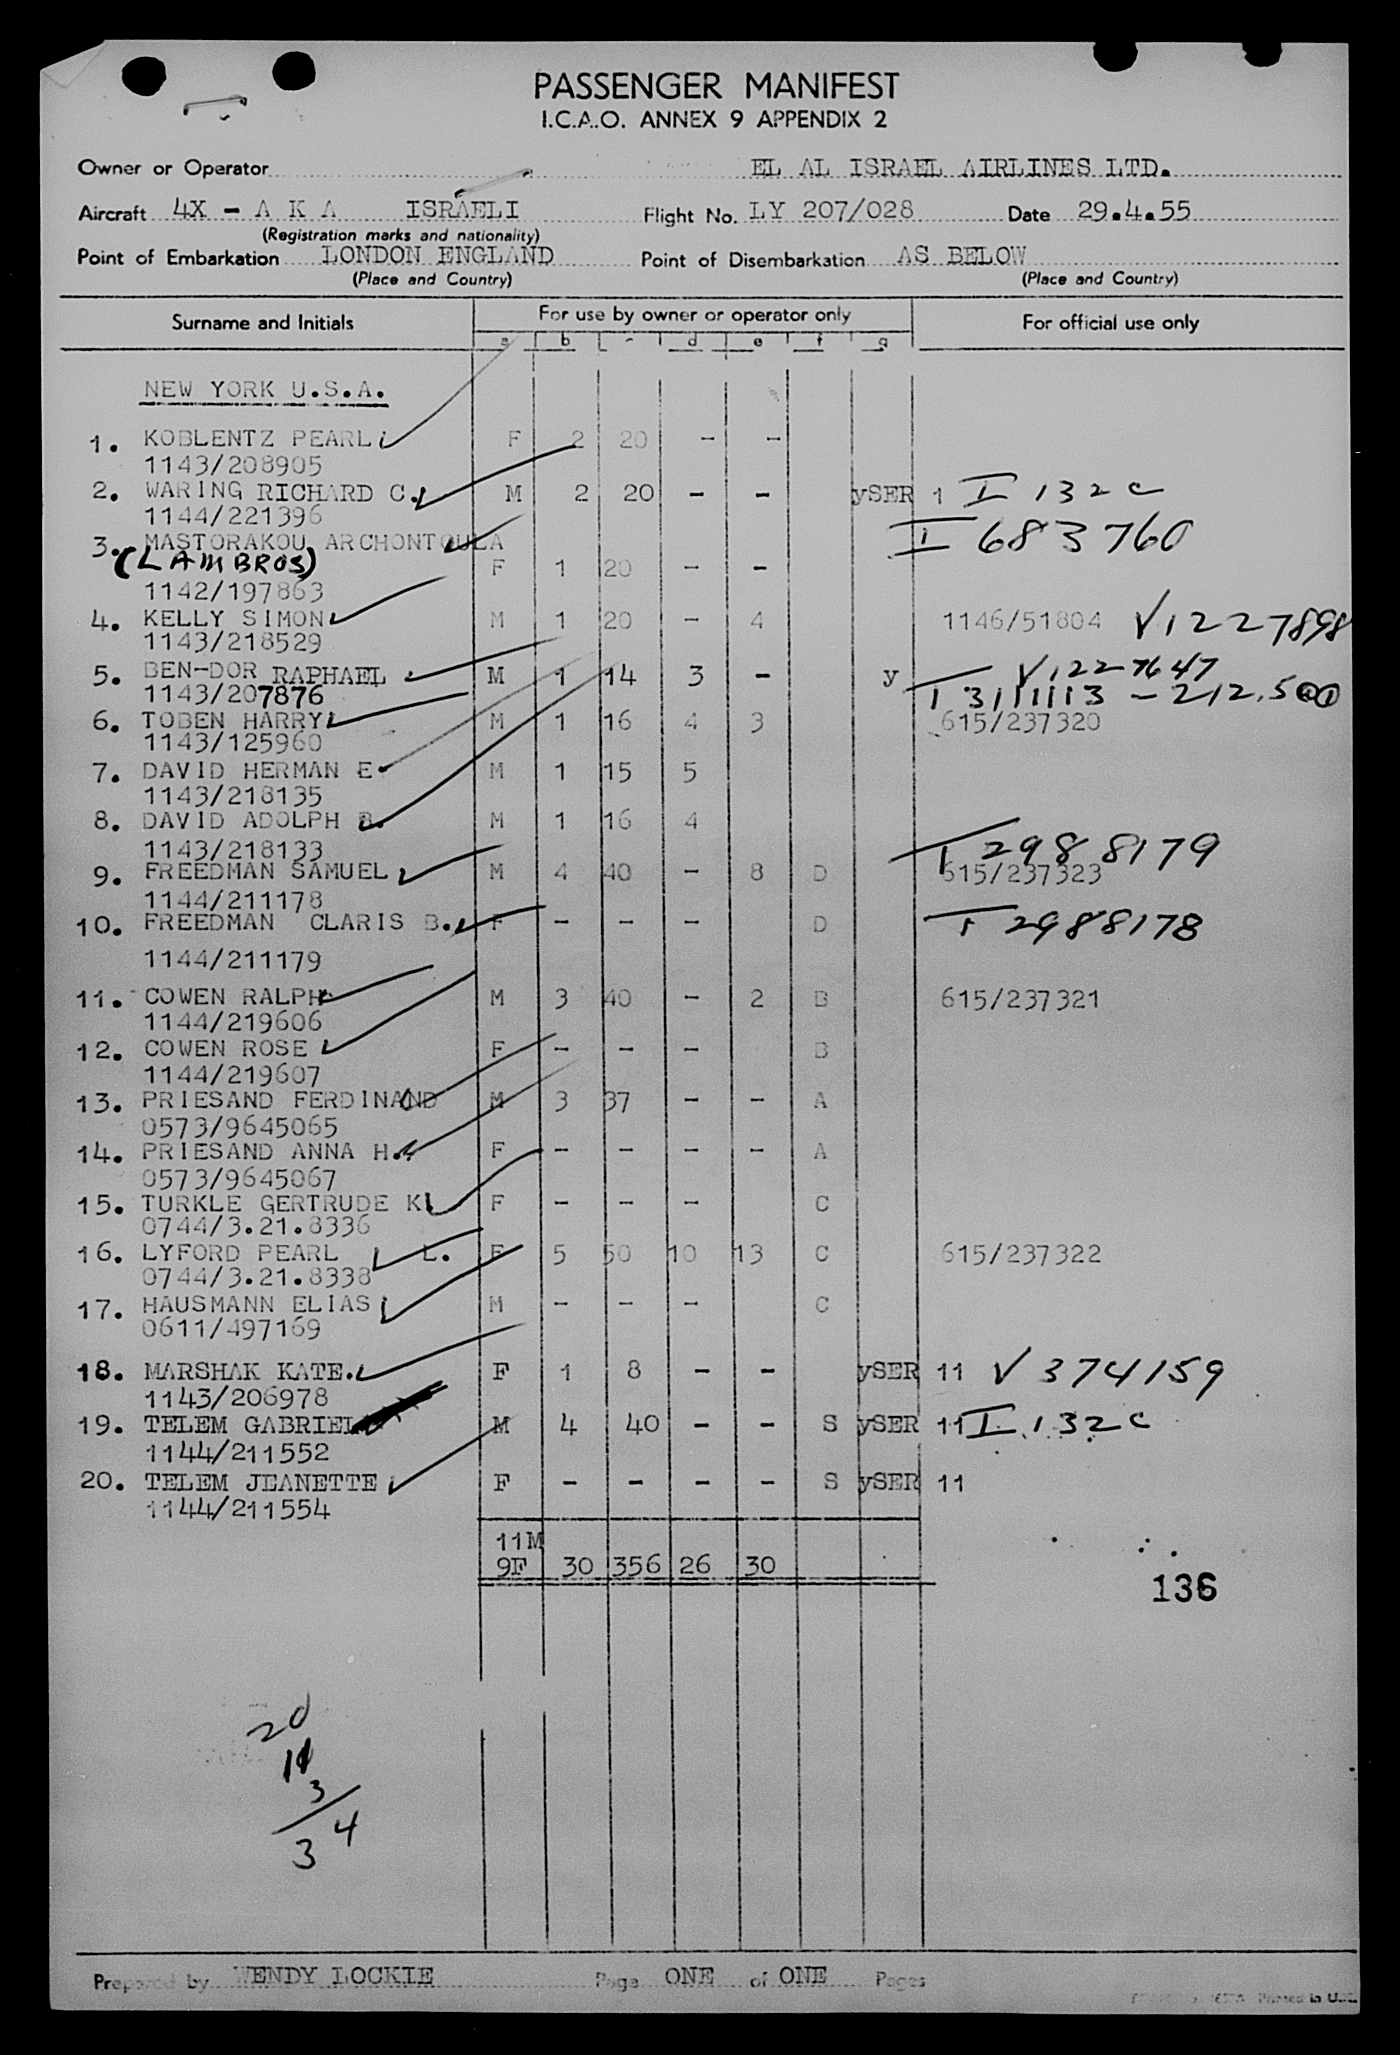 PASSENGER MANIFEST
I.C.A.O. ANNEX 9 APPENDIX 2
Owner or Operator EL AL ISRAEL AIRLINES LTD.
Aircraft 4X - A K A ISRAELI Flight No. LY 207/028 Date 29.4.55
(Registration marks and nationality)
Point of Embarkation LONDON ENGLAND Point of Disembarkation AS BELOW
(Place and Country) (Place and Country)
Surname and Initials For use by owner or operator only For official use only
a b c d e f g
NEW YORK U.S.A.
1. KOBLENTZ PEARL F 2 20 - -
1143/208905
2. WARING RICHARD C. M 2 20 - - ySER 1 I 132c
1144/221396
3. MASTORAKOU ARCHONTOULA I 683760
(LAMBROS) F 1 20 - -
1142/197863
4. KELLY SIMON M 1 20 - 4 1146/51804 V1227898
1143/218529
5. BEN-DOR RAPHAEL M 1 14 3 - y V1227647
1143/207876
6. TOBEN HARRY M 1 16 4 3 615/237320
1143/125960
7. DAVID HERMAN E M 1 15 5
1143/218135
8. DAVID ADOLPH B. M 1 16 4
1143/218133 I 2988179
9. FREEDMAN SAMUEL M 4 40 - 8 D 615/237323
1144/211178
10. FREEDMAN CLARIS B. F - - - D I 2988178
1144/211179
11. COWEN RALPH M 3 40 - 2 B 615/237321
1144/219606
12. COWEN ROSE F - - - B
1144/219607
13. PRIESAND FERDINAND M 3 37 - - A
0573/9645065
14. PRIESAND ANNA H. F - - - - A
0573/9645067
15. TURKLE GERTRUDE K F - - - C
0744/3.21.8336
16. LYFORD PEARL L. F 5 50 10 13 C 615/237322
0744/3.21.8338
17. HAUSMANN ELIAS M - - - C
0611/497169
18. MARSHAK KATE. F 1 8 - - ySER 11 V 374159
1143/206978
19. TELEM GABRIEL M 4 40 - - S ySER 11 I 132c
1144/211552
20. TELEM JEANETTE F - - - - S ySER 11
1144/211554
11M
9F 30 356 26 30
136
20
11
3
34
Prepared by WENDY LOCKIE Page ONE of ONE Pages
Printed in